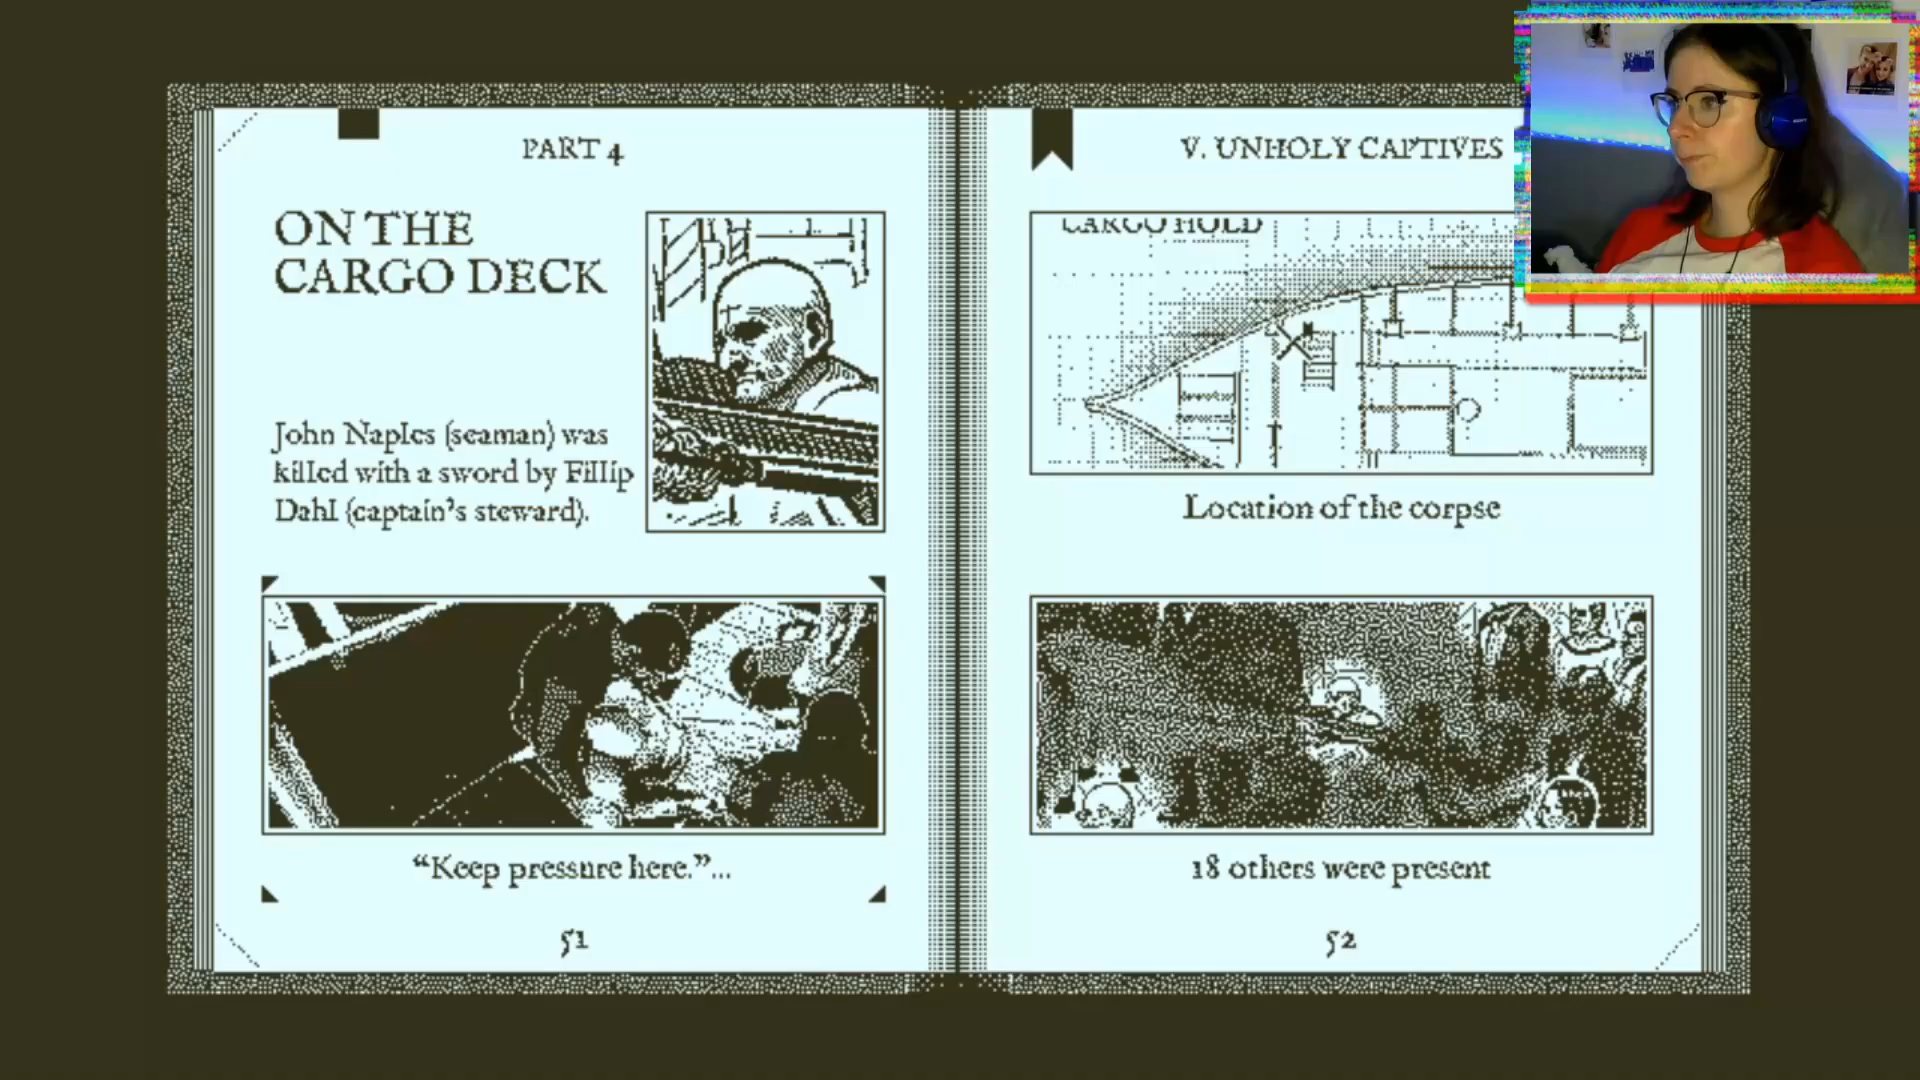 PART 4
ON THE
CARGO DECK
John Naples (seaman) was
killed with a sword by Fillip
Dahl (captain's steward).
“Keep pressure here.”...
51
V. UNHOLY CAPTIVES
CARGO HOLD
Location of the corpse
18 others were present
52